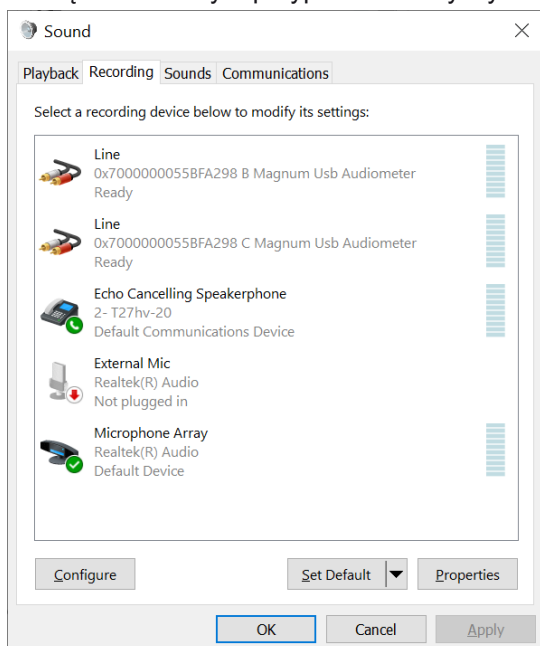 Sound
Playback Recording Sounds Communications
Select a recording device below to modify its settings:
Line
0x7000000055BFA298 B Magnum Usb Audiometer
Ready
Line
0x7000000055BFA298 C Magnum Usb Audiometer
Ready
Echo Cancelling Speakerphone
2- T27hv-20
Default Communications Device
External Mic
Realtek(R) Audio
Not plugged in
Microphone Array
Realtek(R) Audio
Default Device
Configure Set Default Properties
OK Cancel Apply